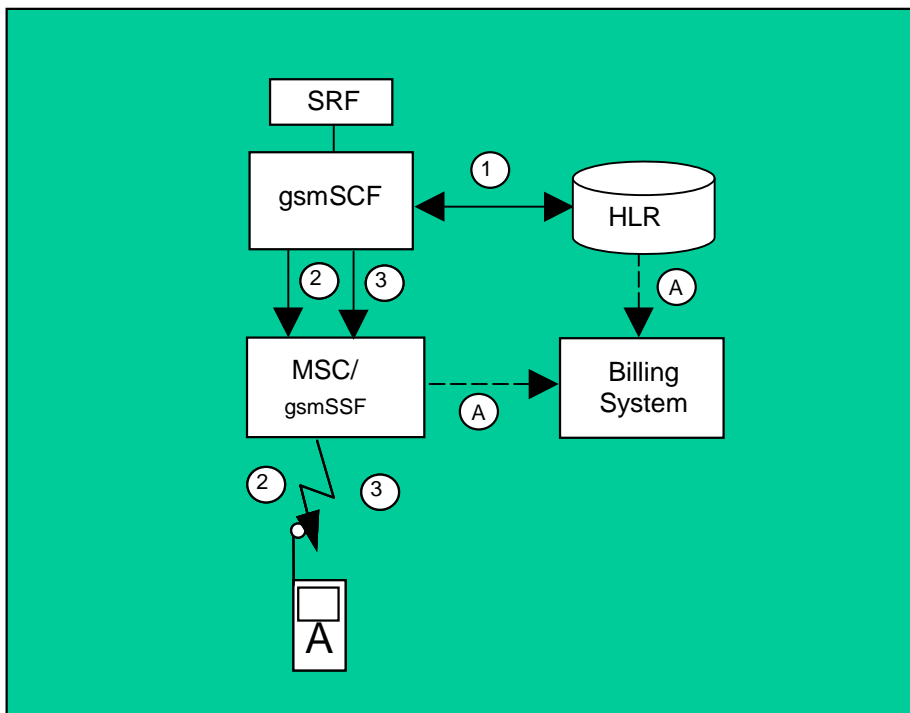 SRF
gsmSCF
1
HLR
2
3
A
MSC/
gsmSSF
A
Billing
System
2
3
A